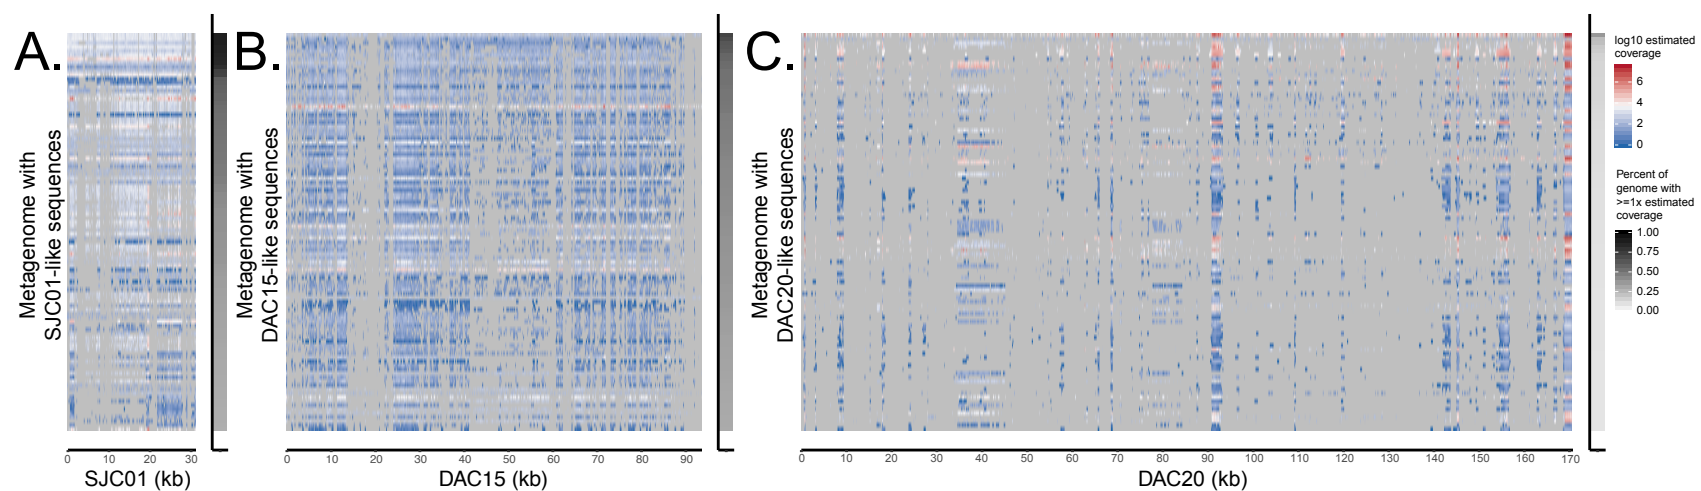 A.
Metagenome with
SJC01-like sequences
0 10 20 30
SJC01 (kb)
B.
Metagenome with
DAC15-like sequences
0 10 20 30 40 50 60 70 80 90
DAC15 (kb)
C.
Metagenome with
DAC20-like sequences
0 10 20 30 40 50 60 70 80 90 100 110 120 130 140 150 160 170
DAC20 (kb)
log10 estimated
coverage
6
4
2
0
Percent of
genome with
>=1x estimated
coverage
1.00
0.75
0.50
0.25
0.00